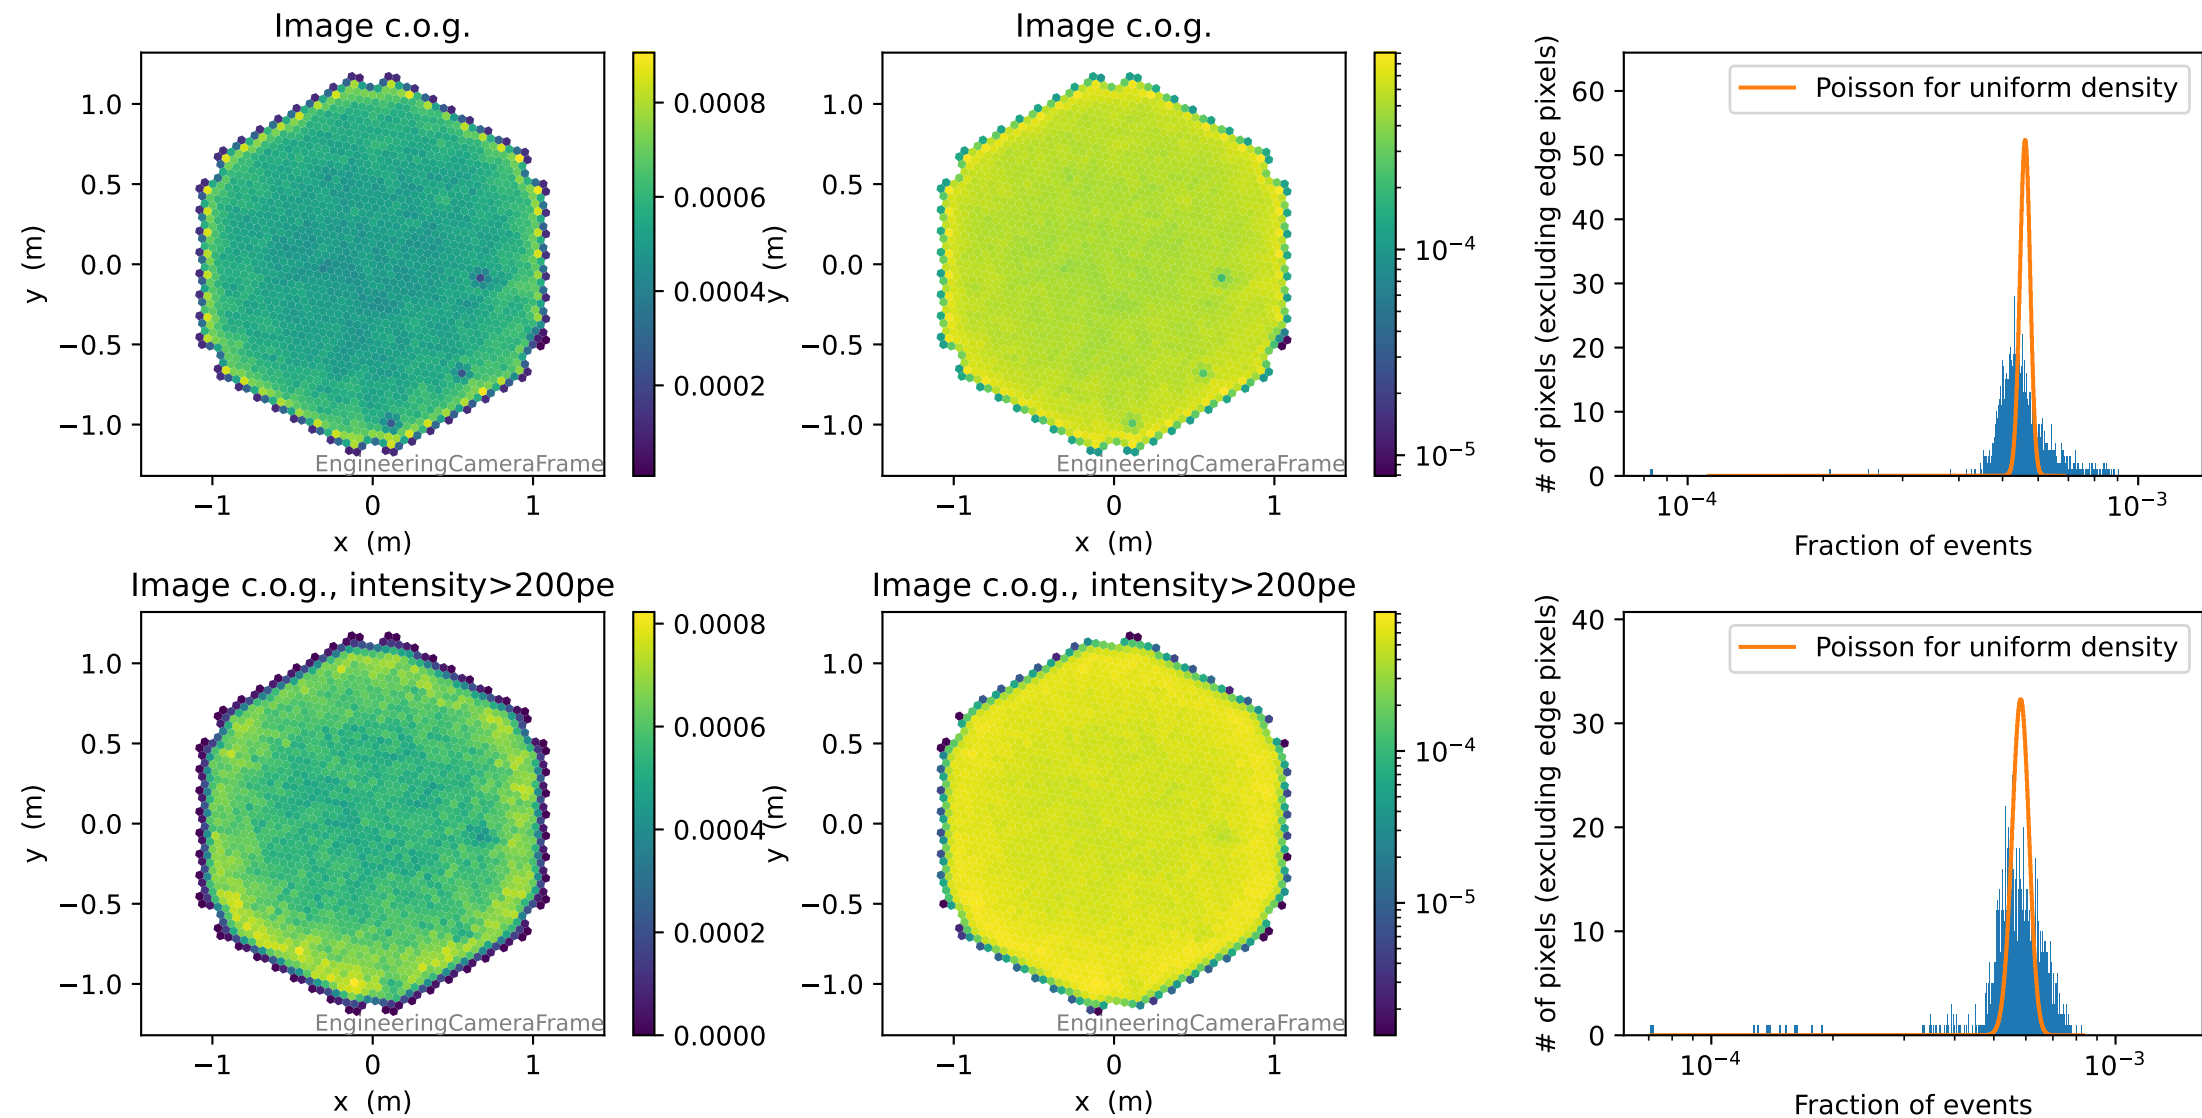 Image c.o.g.
1.0
0.5
0.0
−0.5
−1.0
y (m)
−1
0
1
x (m)
EngineeringCameraFrame
0.0008
0.0006
0.0004
0.0002
Image c.o.g.
1.0
0.5
0.0
−0.5
−1.0
y (m)
−1
0
1
x (m)
EngineeringCameraFrame
10⁻⁴
10⁻⁵
Poisson for uniform density
60
50
40
30
20
10
0
# of pixels (excluding edge pixels)
10⁻⁴
10⁻³
Fraction of events
Image c.o.g., intensity>200pe
1.0
0.5
0.0
−0.5
−1.0
y (m)
−1
0
1
x (m)
EngineeringCameraFrame
0.0008
0.0006
0.0004
0.0002
0.0000
Image c.o.g., intensity>200pe
1.0
0.5
0.0
−0.5
−1.0
y (m)
−1
0
1
x (m)
EngineeringCameraFrame
10⁻⁴
10⁻⁵
Poisson for uniform density
40
30
20
10
0
# of pixels (excluding edge pixels)
10⁻⁴
10⁻³
Fraction of events